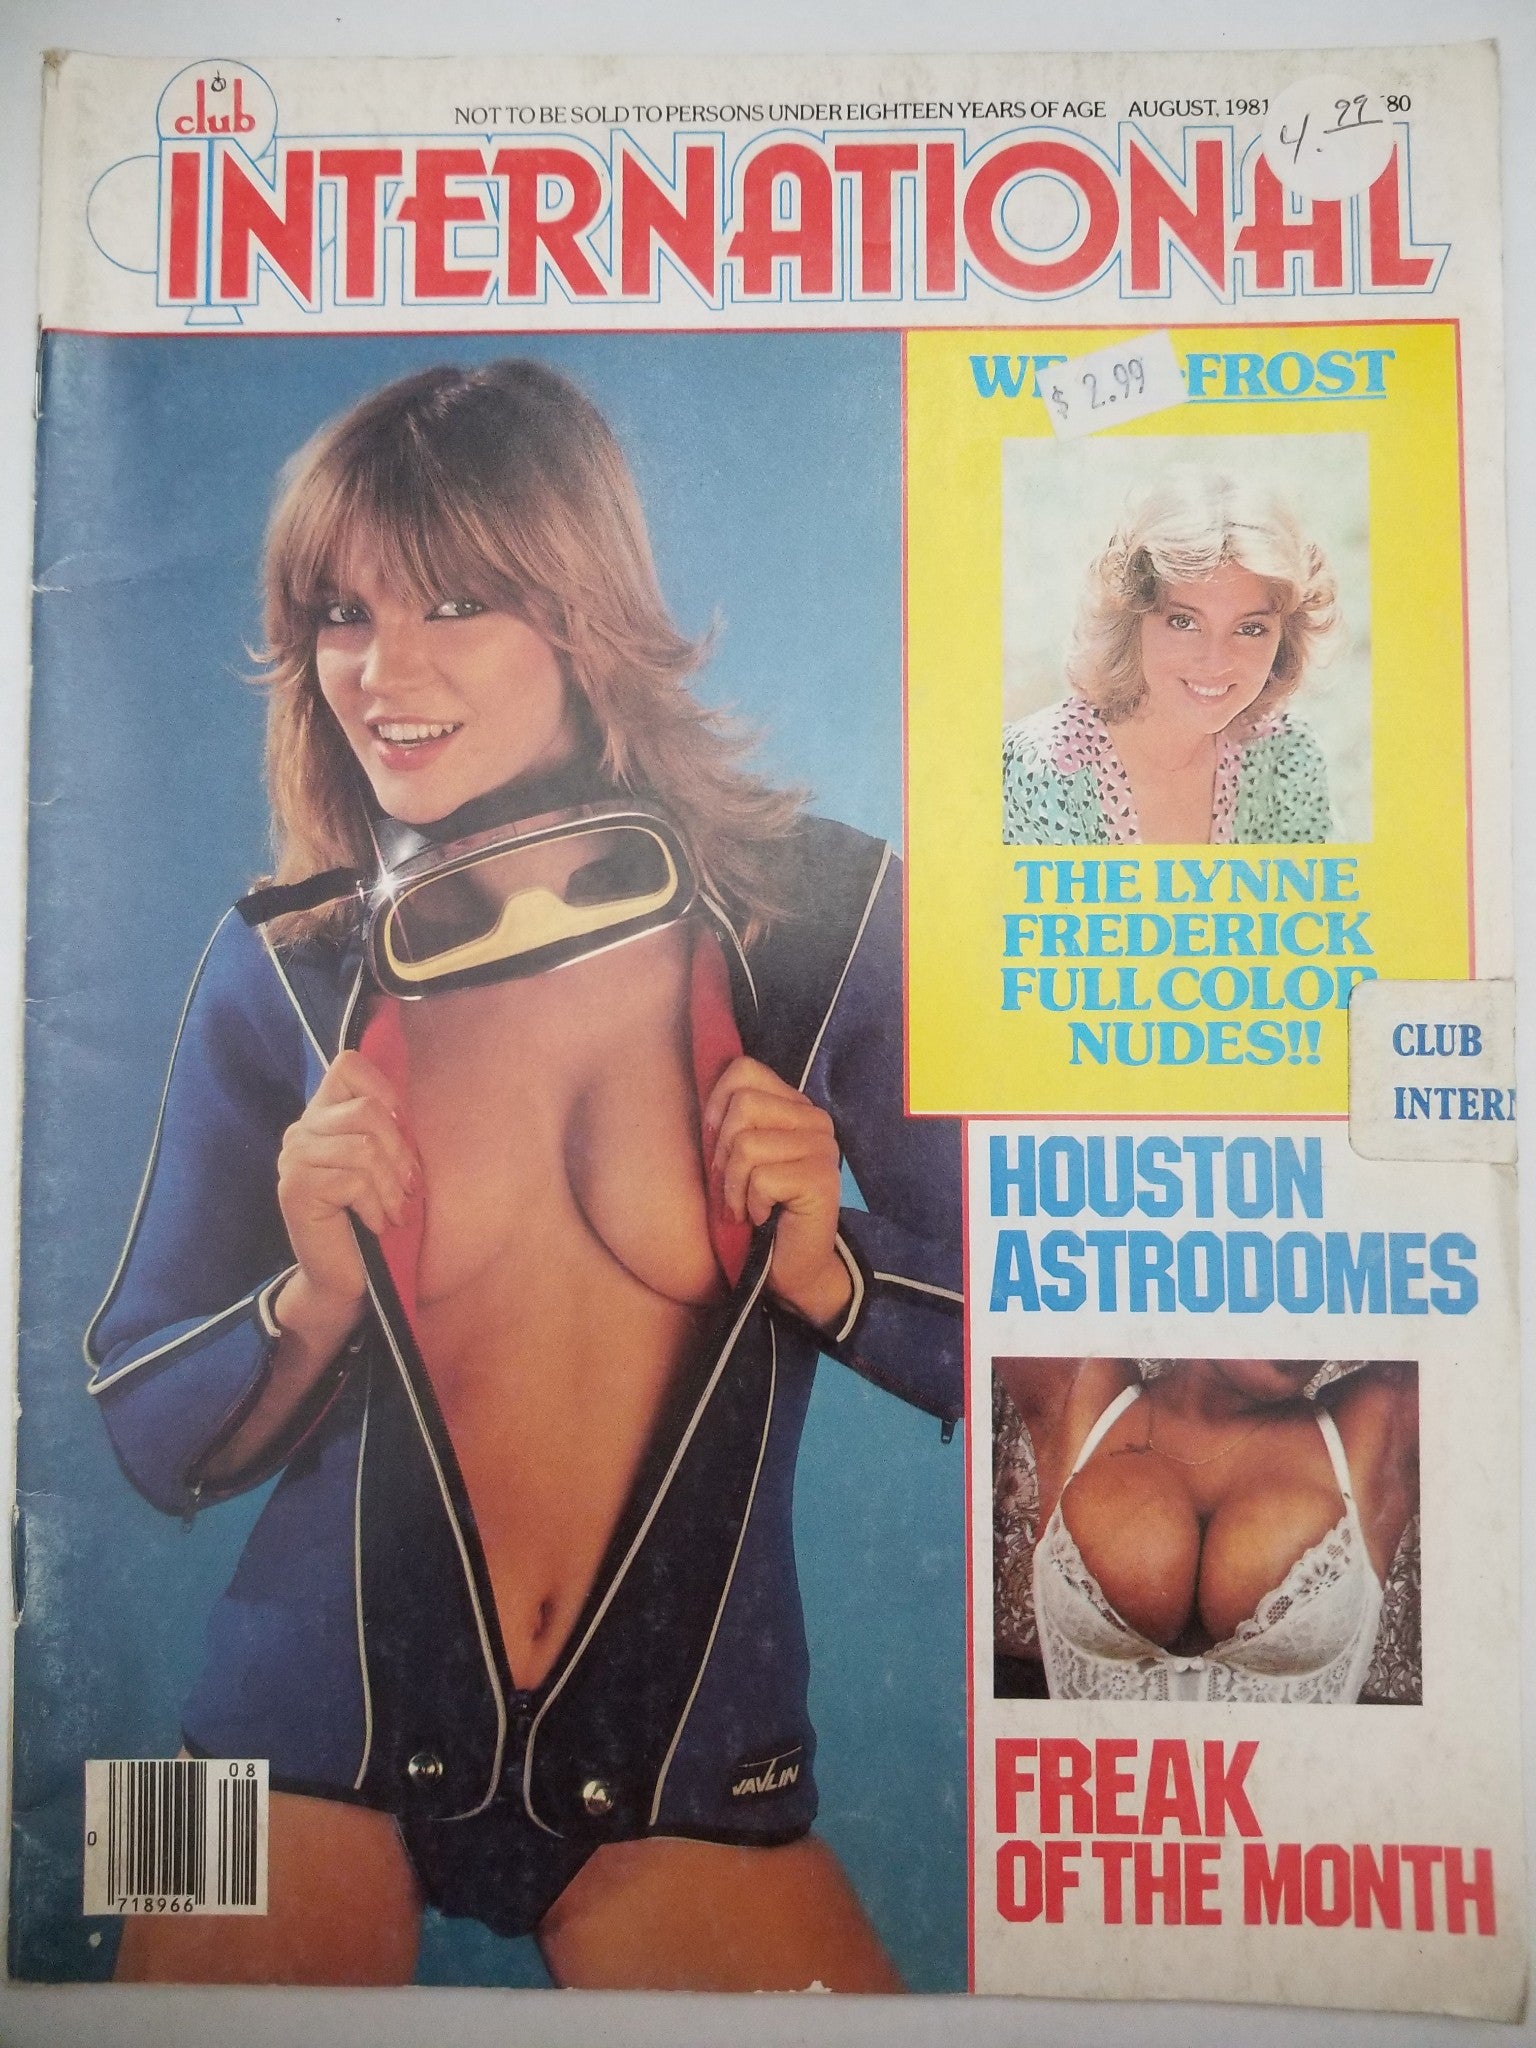 club
NOT TO BE SOLD TO PERSONS UNDER EIGHTEEN YEARS OF AGE AUGUST, 1981
80
4.99
INTERNATIONAL
FROST
$ 2.99
THE LYNNE
FREDERICK
FULL COLOR
NUDES!!
CLUB
INTERN
HOUSTON
ASTRODOMES
JAVLIN
FREAK
OF THE MONTH
08
0
718966